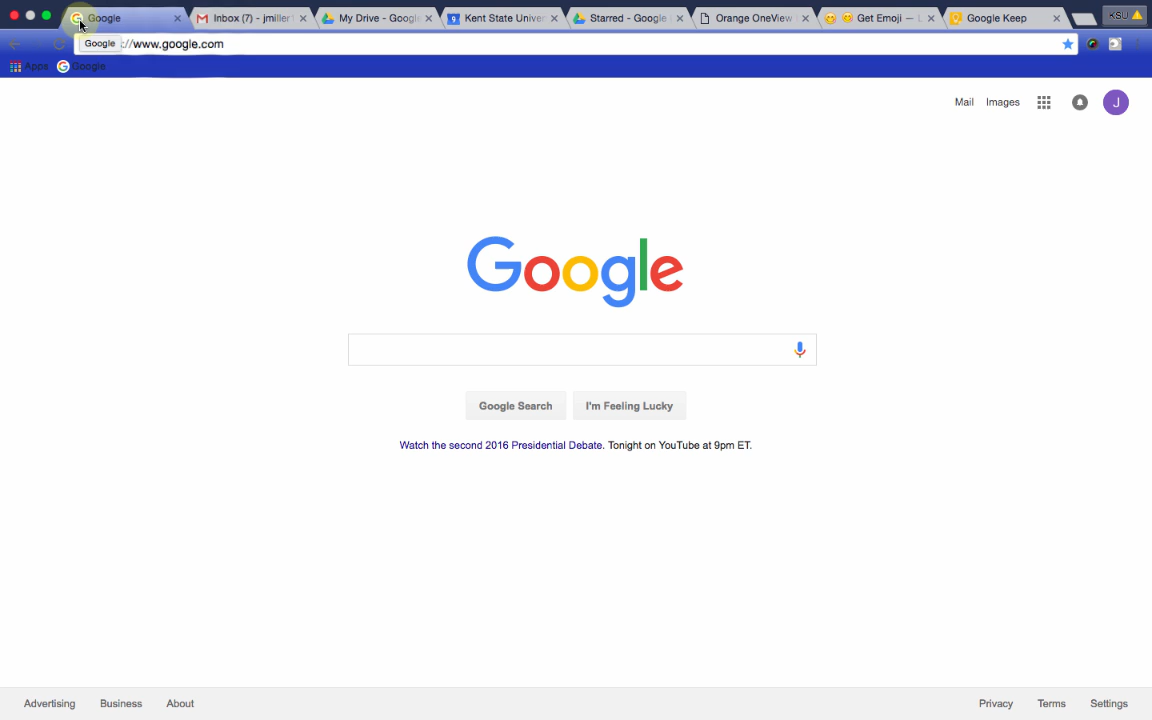 Google
Inbox (7) - jmiller
My Drive - Google
Kent State Univer
Starred - Google
Orange OneView
Get Emoji —
Google Keep
KSU
Google
://www.google.com
Apps
Google
Mail
Images
J
Google
Google Search
I'm Feeling Lucky
Watch the second 2016 Presidential Debate. Tonight on YouTube at 9pm ET.
Advertising
Business
About
Privacy
Terms
Settings